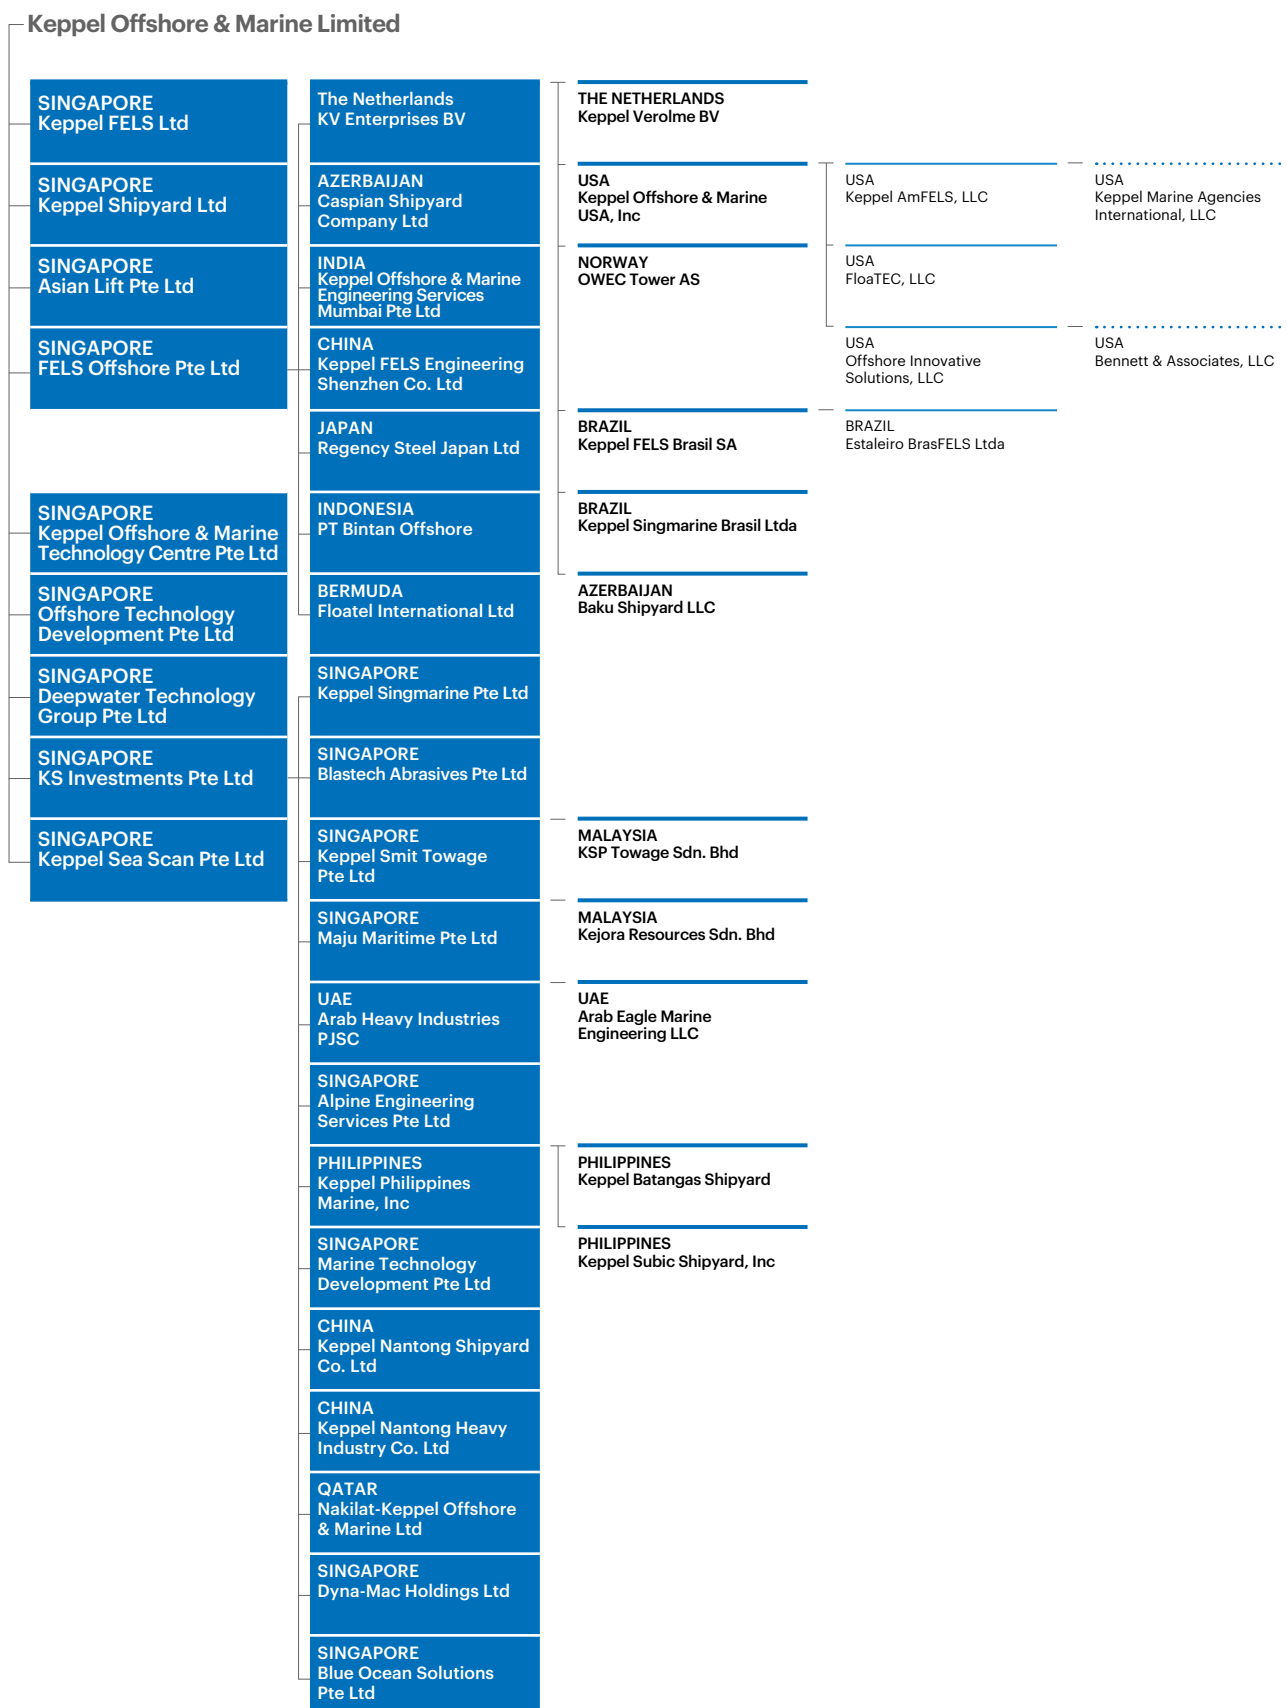 Keppel Offshore & Marine Limited
SINGAPORE
Keppel FELS Ltd
SINGAPORE
Keppel Shipyard Ltd
SINGAPORE
Asian Lift Pte Ltd
SINGAPORE
FELS Offshore Pte Ltd
SINGAPORE
Keppel Offshore & Marine
Technology Centre Pte Ltd
SINGAPORE
Offshore Technology
Development Pte Ltd
SINGAPORE
Deepwater Technology
Group Pte Ltd
SINGAPORE
KS Investments Pte Ltd
SINGAPORE
Keppel Sea Scan Pte Ltd
The Netherlands
KV Enterprises BV
AZERBAIJAN
Caspian Shipyard
Company Ltd
INDIA
Keppel Offshore & Marine
Engineering Services
Mumbai Pte Ltd
CHINA
Keppel FELS Engineering
Shenzhen Co. Ltd
JAPAN
Regency Steel Japan Ltd
INDONESIA
PT Bintan Offshore
BERMUDA
Floatel International Ltd
SINGAPORE
Keppel Singmarine Pte Ltd
SINGAPORE
Blastech Abrasives Pte Ltd
SINGAPORE
Keppel Smit Towage
Pte Ltd
SINGAPORE
Maju Maritime Pte Ltd
UAE
Arab Heavy Industries
PJSC
SINGAPORE
Alpine Engineering
Services Pte Ltd
PHILIPPINES
Keppel Philippines
Marine, Inc
SINGAPORE
Marine Technology
Development Pte Ltd
CHINA
Keppel Nantong Shipyard
Co. Ltd
CHINA
Keppel Nantong Heavy
Industry Co. Ltd
QATAR
Nakilat-Keppel Offshore
& Marine Ltd
SINGAPORE
Dyna-Mac Holdings Ltd
SINGAPORE
Blue Ocean Solutions
Pte Ltd
THE NETHERLANDS
Keppel Verolme BV
USA
Keppel Offshore & Marine
USA, Inc
NORWAY
OWEC Tower AS
BRAZIL
Keppel FELS Brasil SA
BRAZIL
Keppel Singmarine Brasil Ltda
AZERBAIJAN
Baku Shipyard LLC
MALAYSIA
KSP Towage Sdn. Bhd
MALAYSIA
Kejora Resources Sdn. Bhd
UAE
Arab Eagle Marine
Engineering LLC
PHILIPPINES
Keppel Batangas Shipyard
PHILIPPINES
Keppel Subic Shipyard, Inc
USA
Keppel AmFELS, LLC
USA
FloaTEC, LLC
USA
Offshore Innovative
Solutions, LLC
BRAZIL
Estaleiro BrasFELS Ltda
USA
Keppel Marine Agencies
International, LLC
USA
Bennett & Associates, LLC